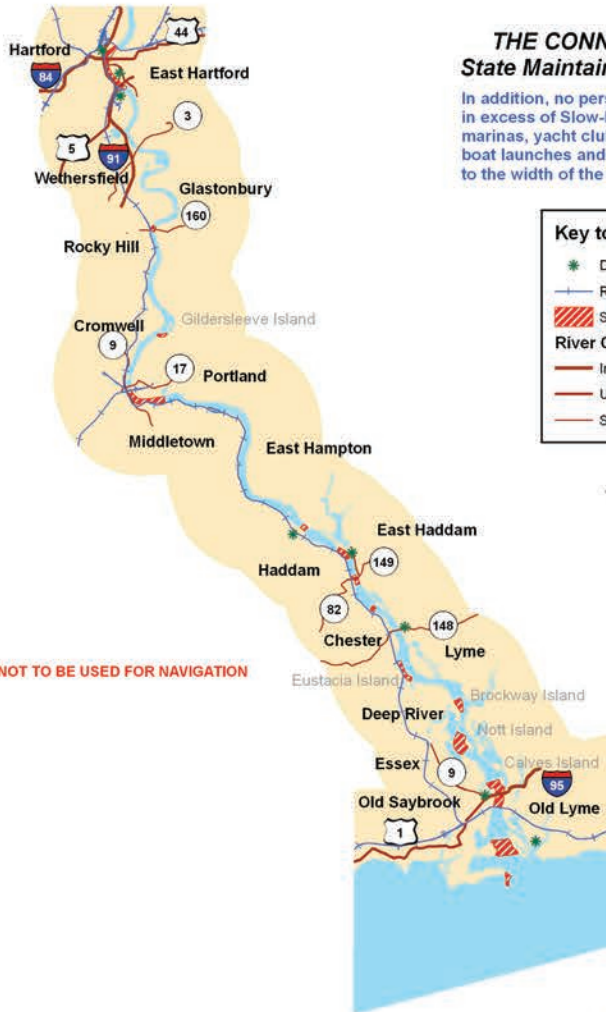 THE CONN
State Maintain
In addition, no pers
in excess of Slow-
marinas, yacht clu
boat launches and
to the width of the
Key to
D
R
S
River C
In
U
S
44
Hartford
84
East Hartford
3
5
91
Wethersfield
Glastonbury
160
Rocky Hill
Cromwell
Gildersleeve Island
9
17
Portland
Middletown
East Hampton
East Haddam
149
Haddam
82
148
Chester
Lyme
NOT TO BE USED FOR NAVIGATION
Eustacia Island
Brockway Island
Deep River
Nott Island
Essex
9
Calves Island
95
Old Saybrook
Old Lyme
1